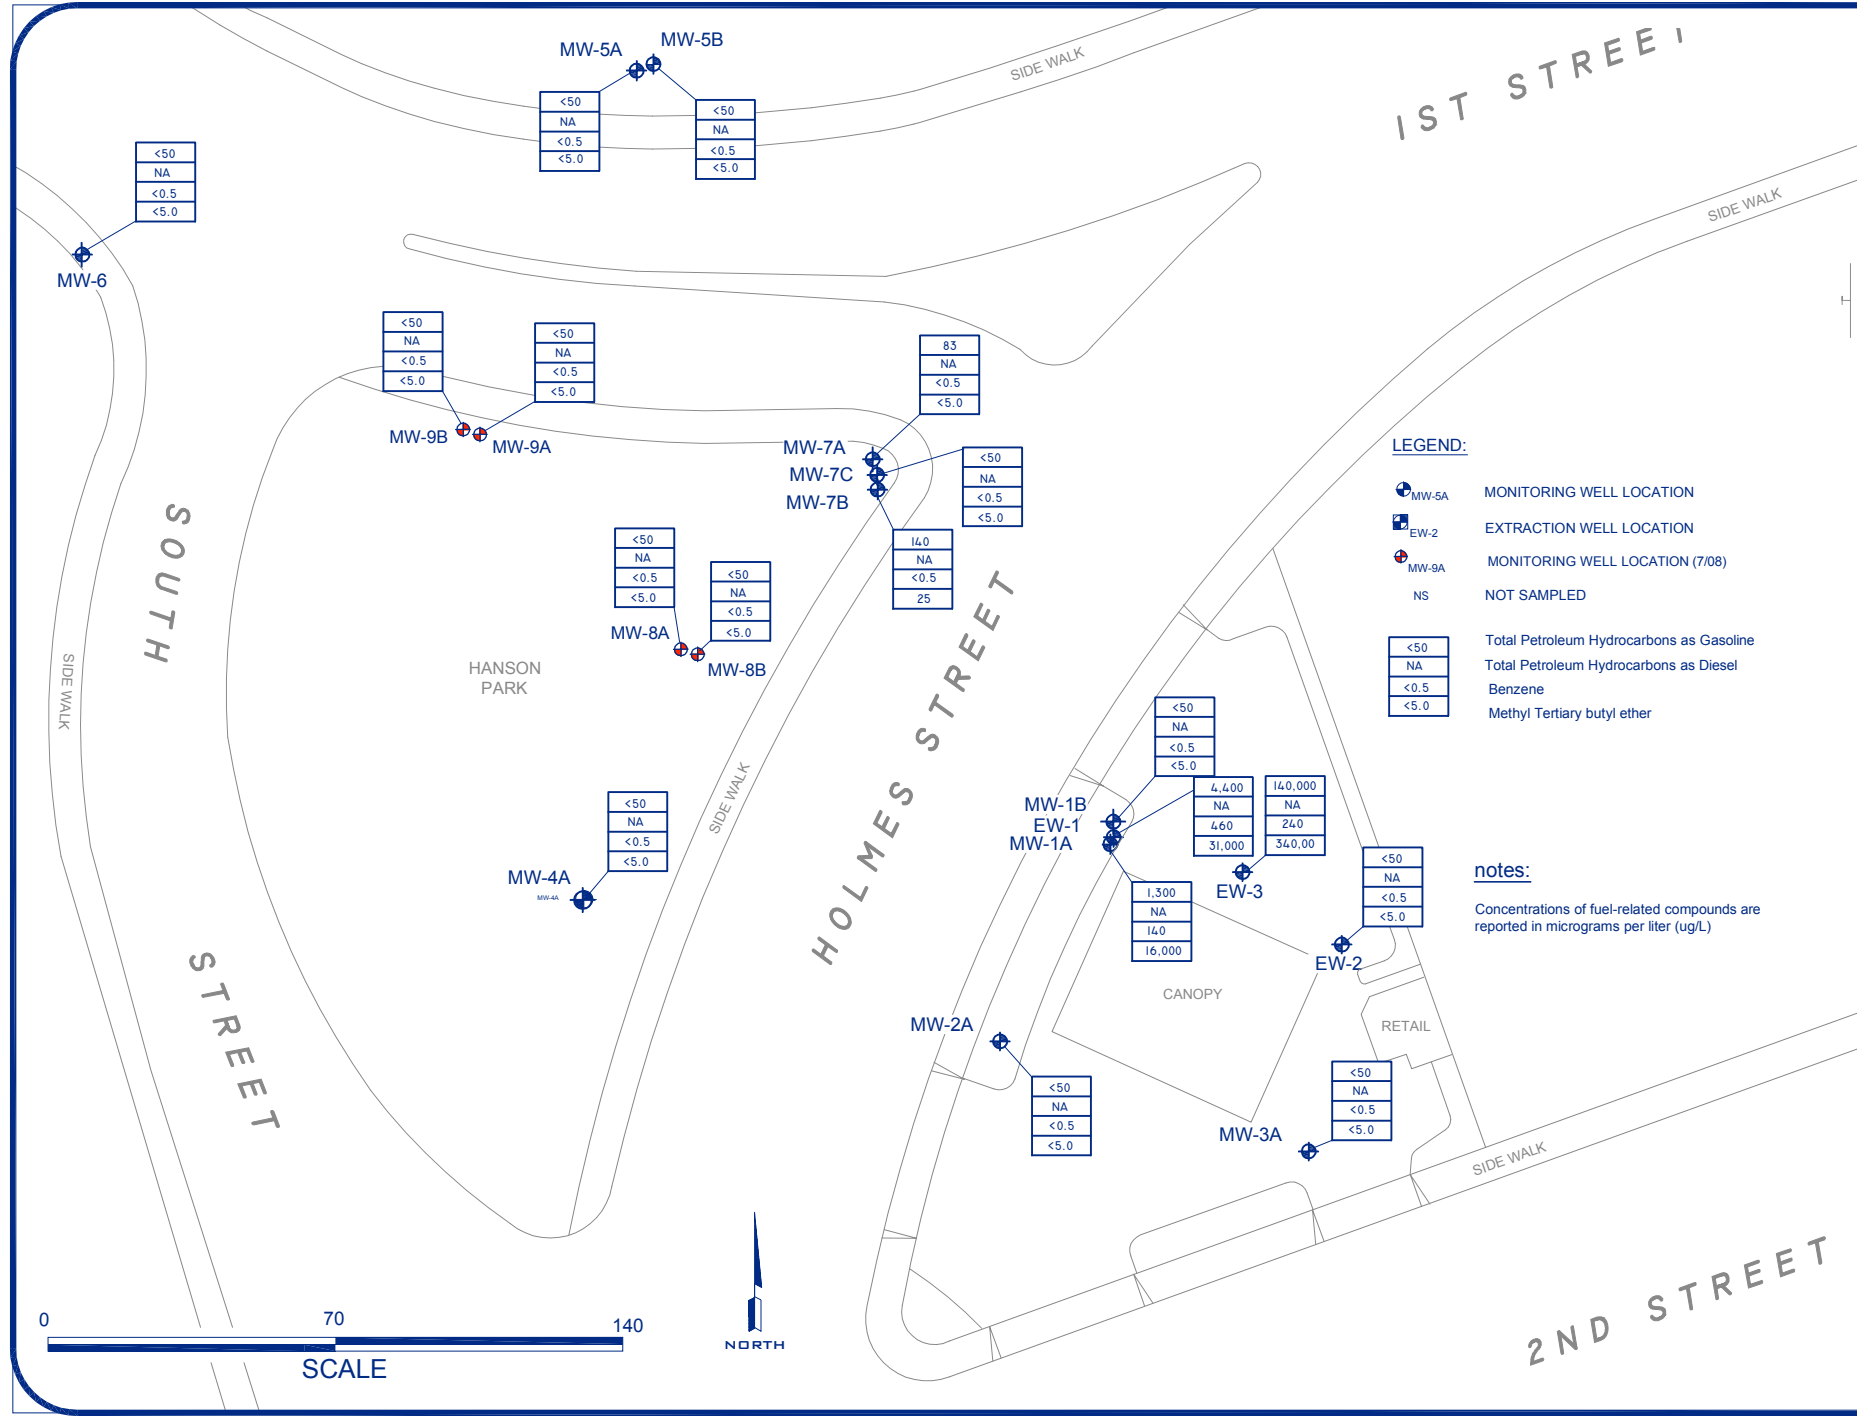 MW-5A
MW-5B
SIDE WALK
1ST STREET
<50
NA
<0.5
<5.0
<50
NA
<0.5
<5.0
<50
NA
<0.5
<5.0
MW-6
SIDE WALK
<50
NA
<0.5
<5.0
<50
NA
<0.5
<5.0
MW-9B
MW-9A
83
NA
<0.5
<5.0
MW-7A
MW-7C
MW-7B
<50
NA
<0.5
<5.0
140
NA
<0.5
25
LEGEND:
MW-5A MONITORING WELL LOCATION
EW-2 EXTRACTION WELL LOCATION
MW-9A MONITORING WELL LOCATION (7/08)
NS NOT SAMPLED
<50 Total Petroleum Hydrocarbons as Gasoline
NA Total Petroleum Hydrocarbons as Diesel
<0.5 Benzene
<5.0 Methyl Tertiary butyl ether
SOUTH
STREET
SIDE WALK
<50
NA
<0.5
<5.0
<50
NA
<0.5
<5.0
MW-8A
MW-8B
HANSON
PARK
HOLMES STREET
SIDE WALK
<50
NA
<0.5
<5.0
MW-4A
MW-4A
<50
NA
<0.5
<5.0
MW-1B
EW-1
MW-1A
4,400
NA
460
31,000
140,000
NA
240
340,00
EW-3
1,300
NA
140
16,000
<50
NA
<0.5
<5.0
EW-2
notes:
Concentrations of fuel-related compounds are
reported in micrograms per liter (ug/L)
CANOPY
RETAIL
MW-2A
<50
NA
<0.5
<5.0
<50
NA
<0.5
<5.0
MW-3A
SIDE WALK
2ND STREET
0 70 140
SCALE
NORTH